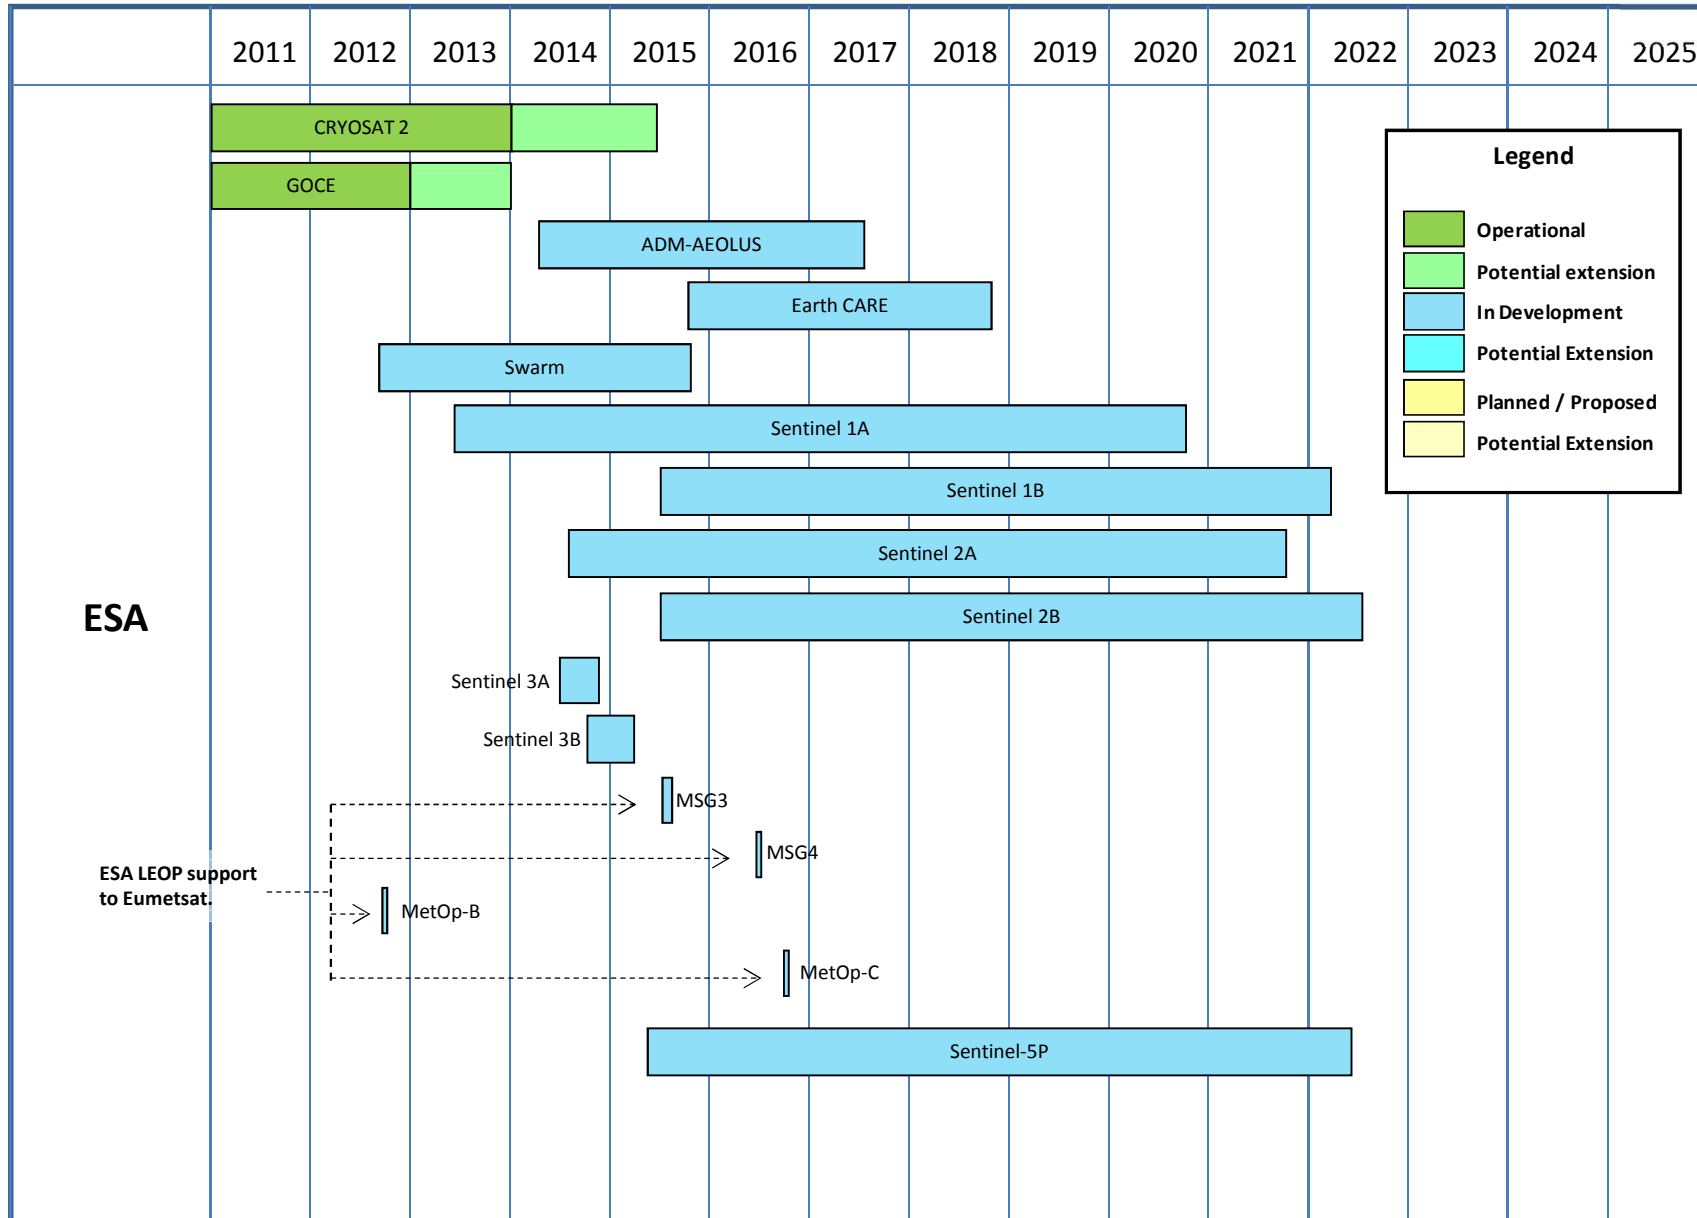 2011 2012 2013 2014 2015 2016 2017 2018 2019 2020 2021 2022 2023 2024 2025
CRYOSAT 2
GOCE
ADM-AEOLUS
Earth CARE
Swarm
Sentinel 1A
Sentinel 1B
Sentinel 2A
Sentinel 2B
ESA
Sentinel 3A
Sentinel 3B
MSG3
MSG4
ESA LEOP support
to Eumetsat.
MetOp-B
MetOp-C
Sentinel-5P
Legend
Operational
Potential extension
In Development
Potential Extension
Planned / Proposed
Potential Extension